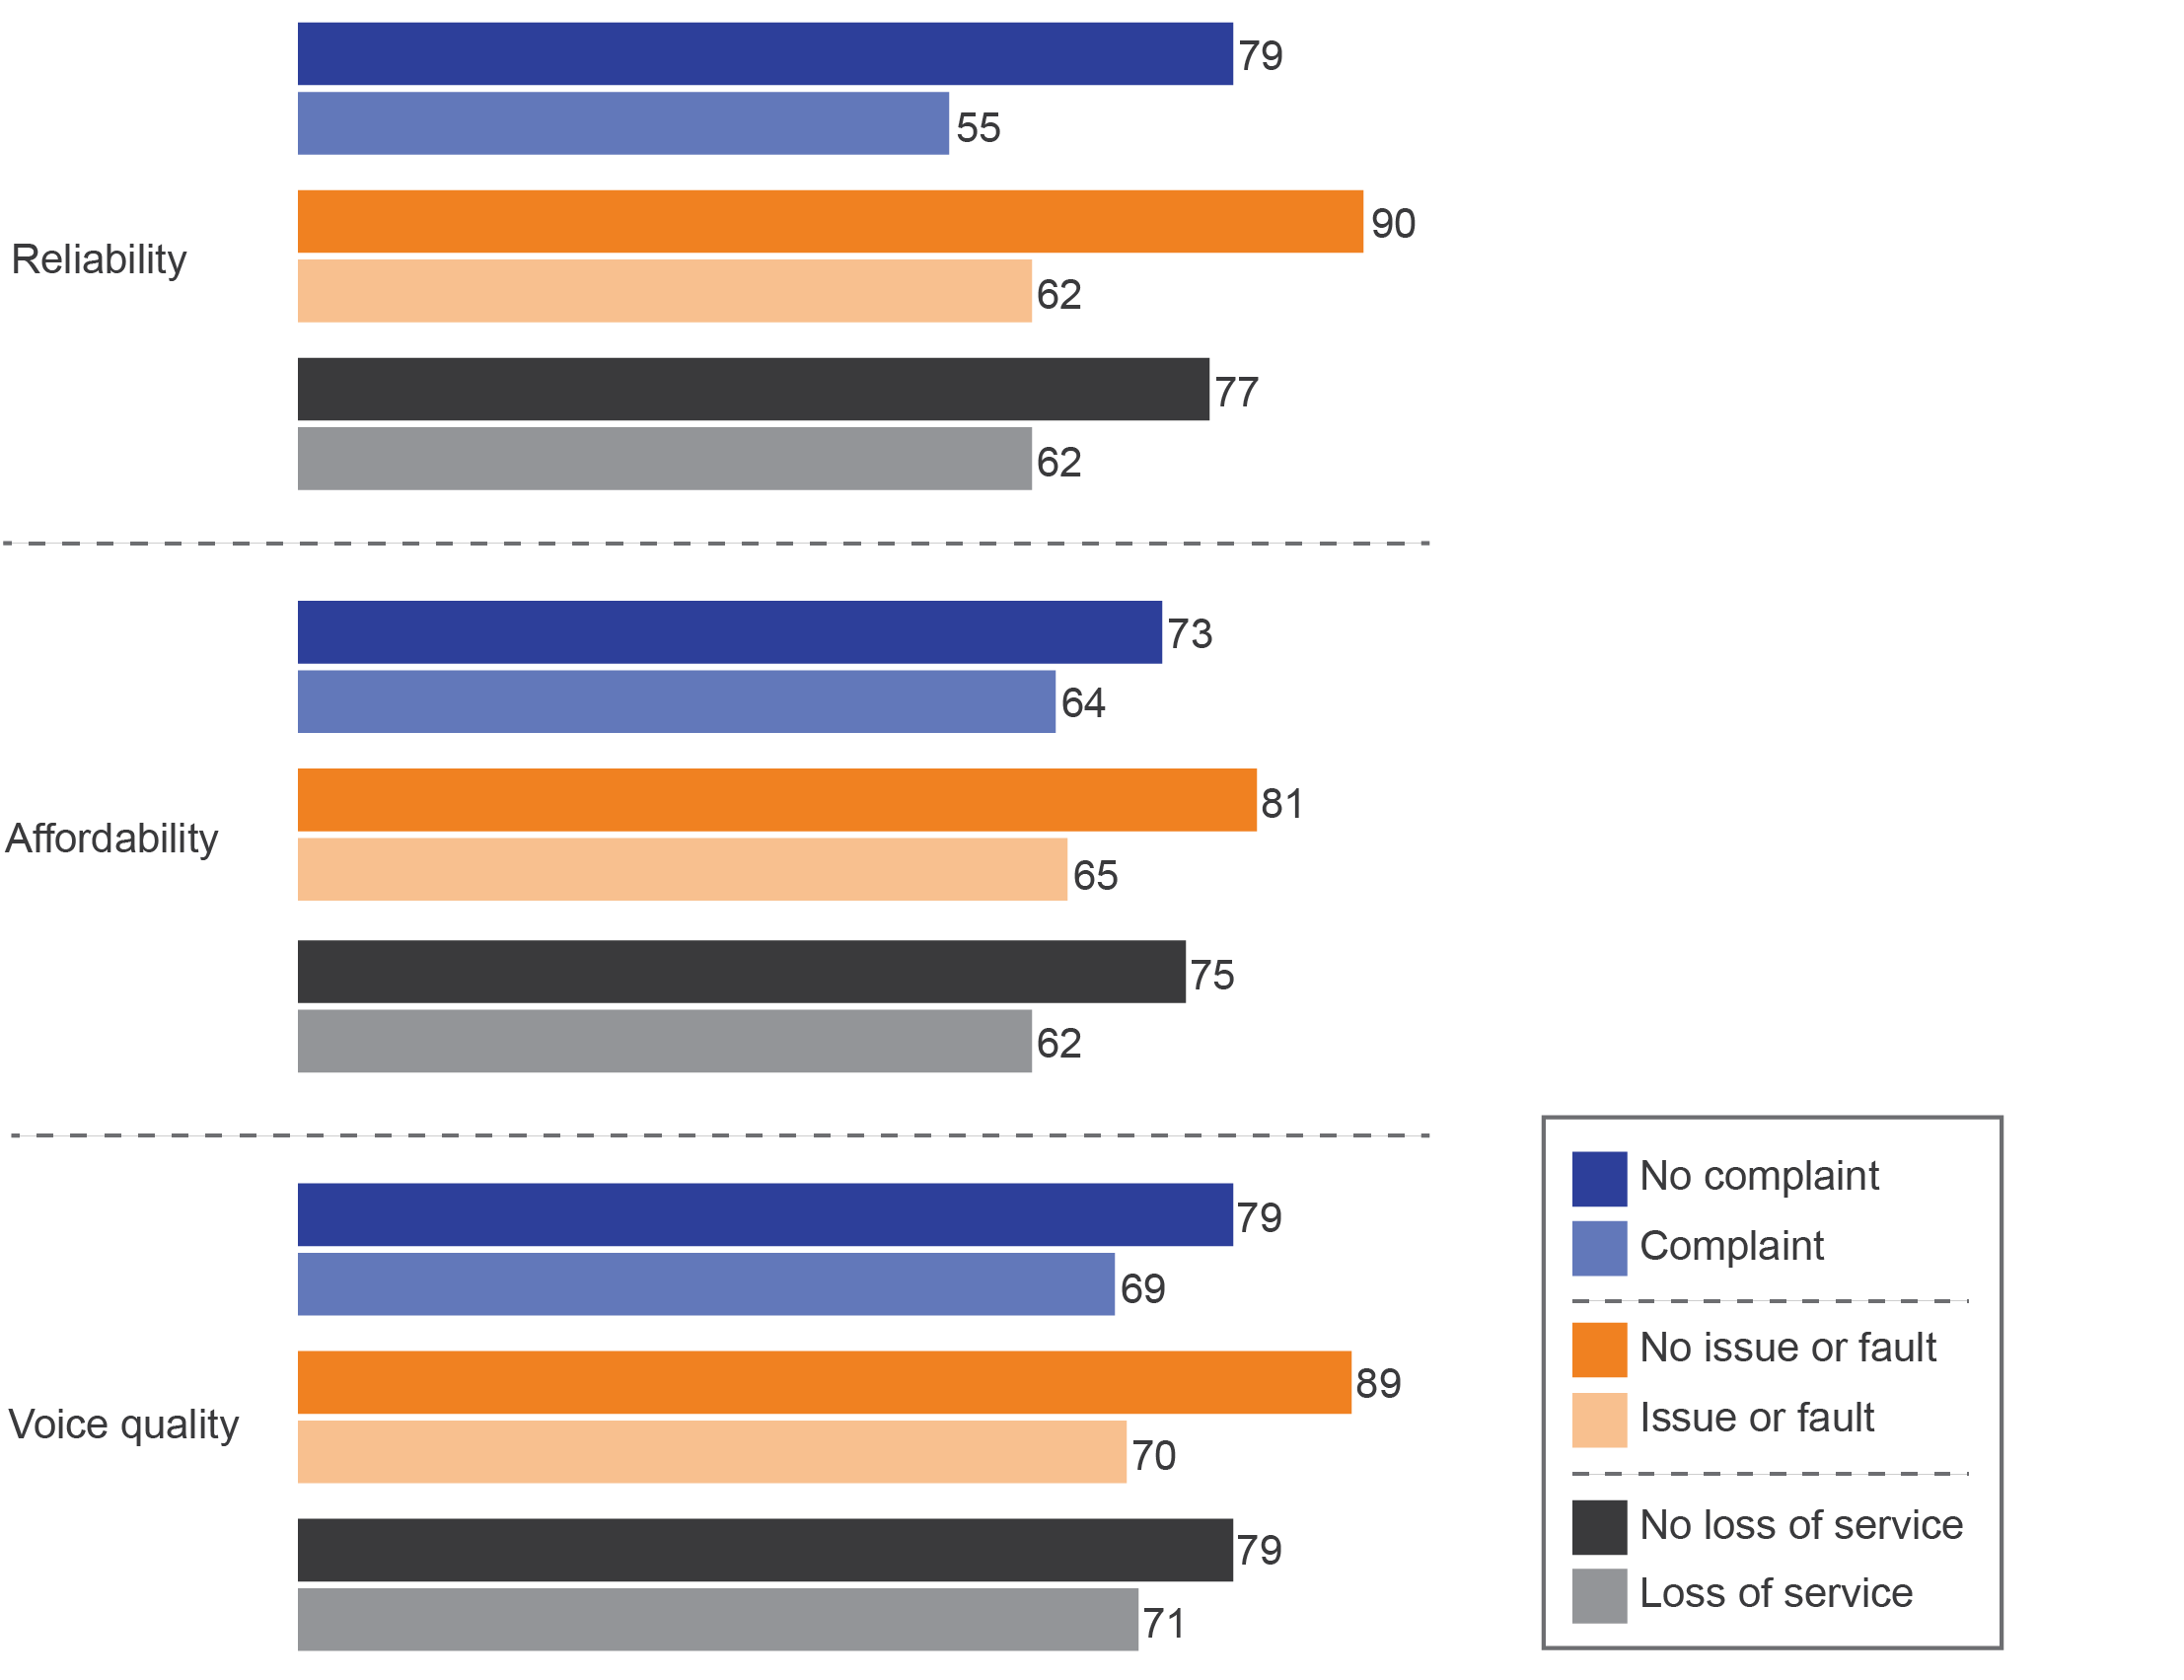 79
55
Reliability
90
62
77
62
73
64
Affordability
81
65
75
62
79
69
Voice quality
89
70
79
71
No complaint
Complaint
No issue or fault
Issue or fault
No loss of service
Loss of service